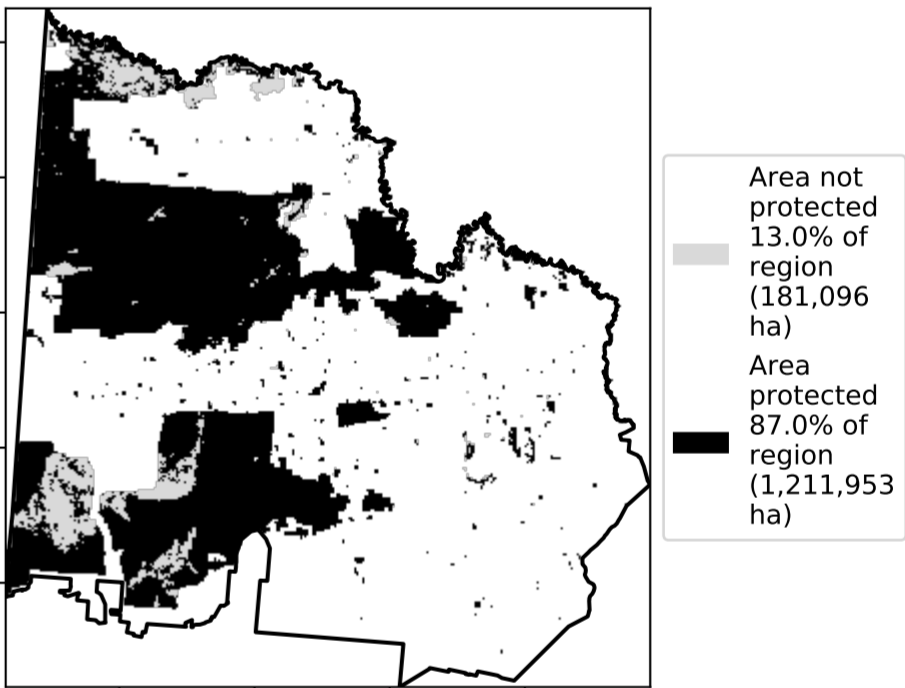 Area not
protected
13.0% of
region
(181,096
ha)
Area
protected
87.0% of
region
(1,211,953
ha)